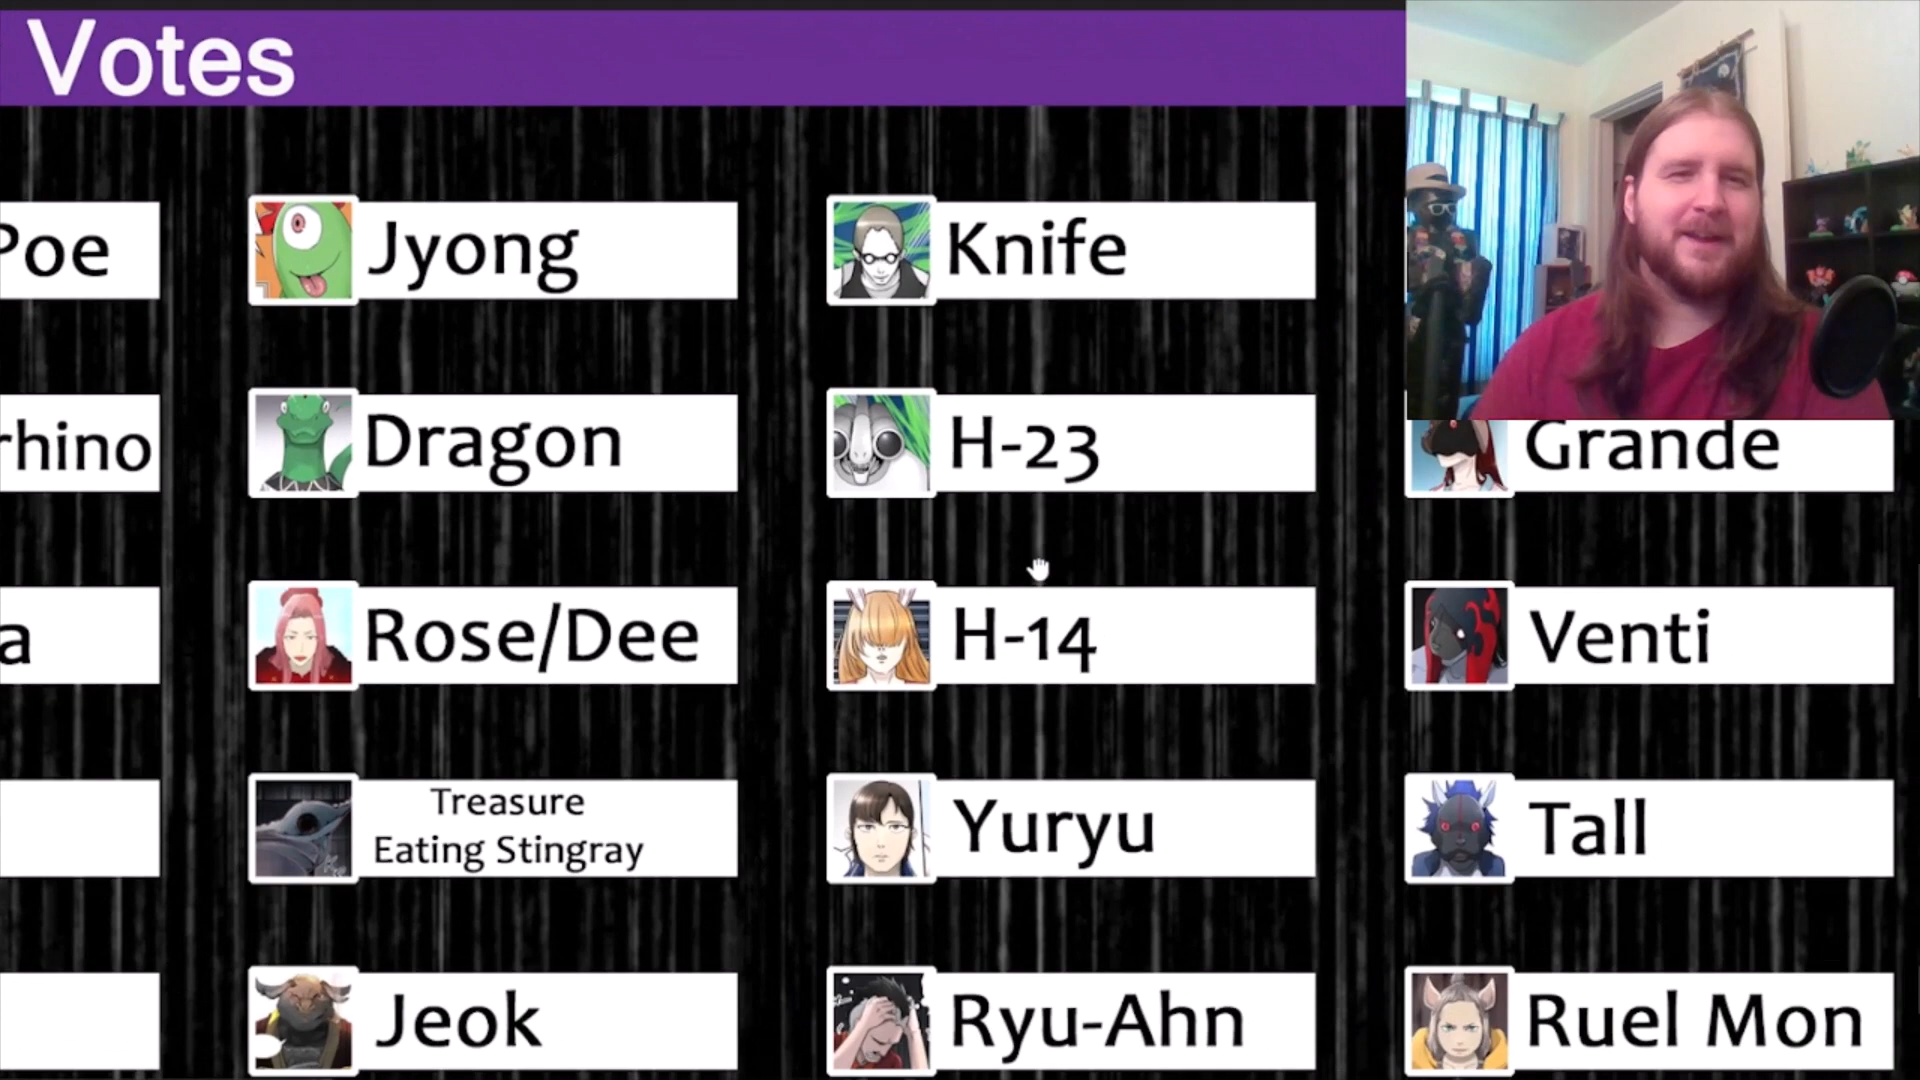 Votes
Poe
Jyong
Knife
rhino
Dragon
H-23
Grande
a
Rose/Dee
H-14
Venti
Treasure
Eating Stingray
Yuryu
Tall
Jeok
Ryu-Ahn
Ruel Mon